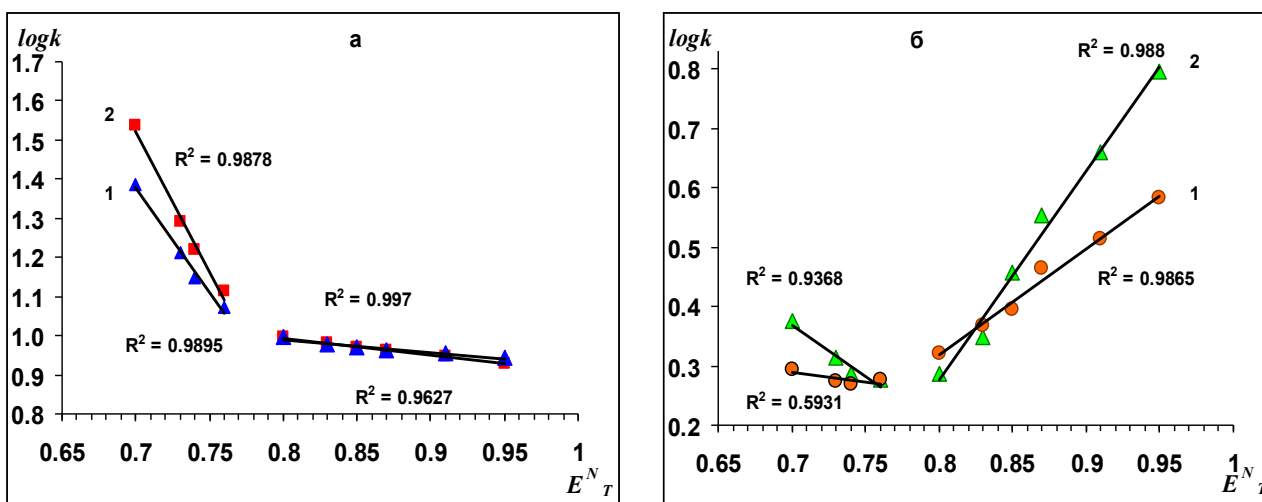 logk
а
1.7
1.6
1.5
1.4
1.3
1.2
1.1
1.0
0.9
0.8
2
1
R² = 0.9878
R² = 0.9895
R² = 0.997
R² = 0.9627
0.65 0.7 0.75 0.8 0.85 0.9 0.95 1
E^N_T
logk
б
0.8
0.7
0.6
0.5
0.4
0.3
0.2
R² = 0.988
2
1
R² = 0.9865
R² = 0.9368
R² = 0.5931
0.65 0.7 0.75 0.8 0.85 0.9 0.95 1
E^N_T